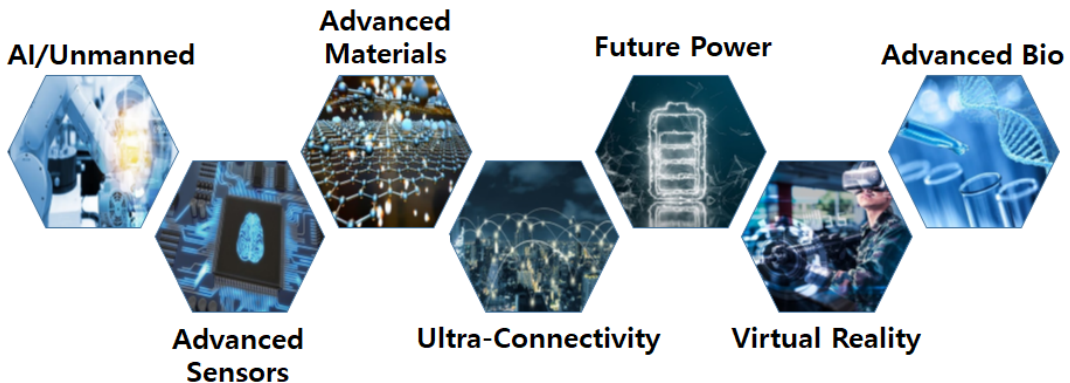 AI/Unmanned
Advanced
Sensors
Advanced
Materials
Ultra-Connectivity
Future Power
Virtual Reality
Advanced Bio